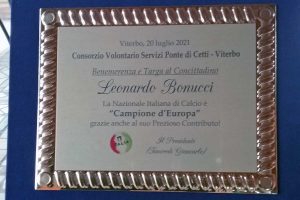 Viterbo, 20 luglio 2021
Consorzio Volontario Servizi Ponte di Cetti - Viterbo
Benemerenza e Targa al Concittadino
Leonardo Bonucci
La Nazionale Italiana di Calcio è
"Campione d'Europa"
grazie anche al suo Prezioso Contributo!
Il Presidente